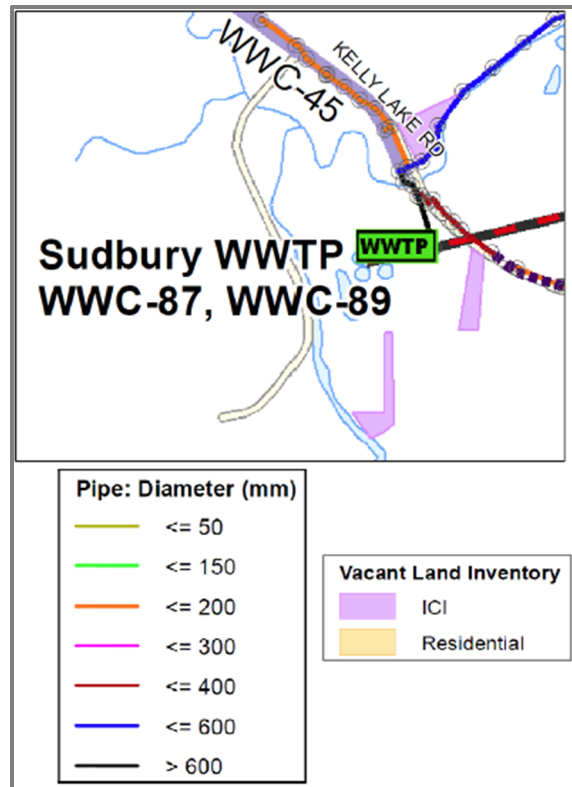 WWC-45
KELLY LAKE RD
WWTP
Sudbury WWTP
WWC-87, WWC-89
Pipe: Diameter (mm)
<= 50
<= 150
<= 200
<= 300
<= 400
<= 600
> 600
Vacant Land Inventory
ICI
Residential